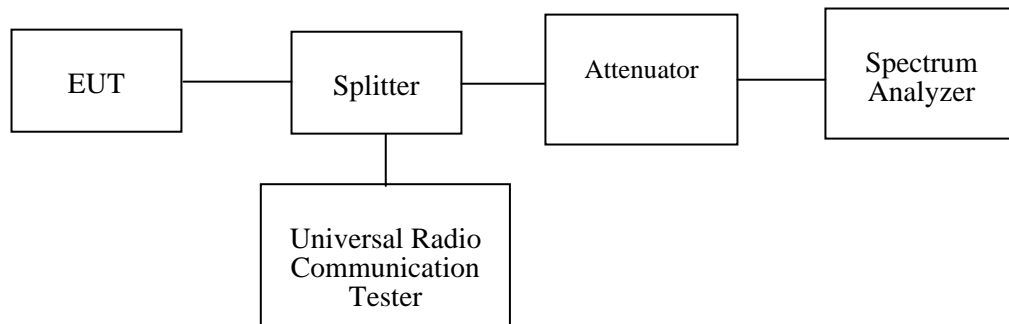 EUT
Splitter
Attenuator
Spectrum
Analyzer
Universal Radio
Communication
Tester